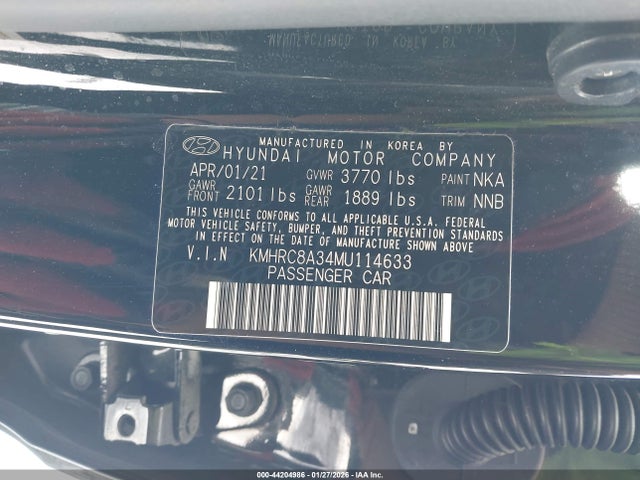 MANUFACTURED IN KOREA BY
HYUNDAI MOTOR COMPANY
APR/01/21 GVWR 3770 lbs PAINT NKA
GAWR FRONT 2101 lbs GAWR REAR 1889 lbs TRIM NNB
THIS VEHICLE CONFORMS TO ALL APPLICABLE U.S.A. FEDERAL
MOTOR VEHICLE SAFETY, BUMPER, AND THEFT PREVENTION STANDARDS
IN EFFECT ON THE DATE OF MANUFACTURE SHOWN ABOVE.
V.I.N KMHRC8A34MU114633
PASSENGER CAR
000-44204986 - 01/27/2026 - IAA Inc.